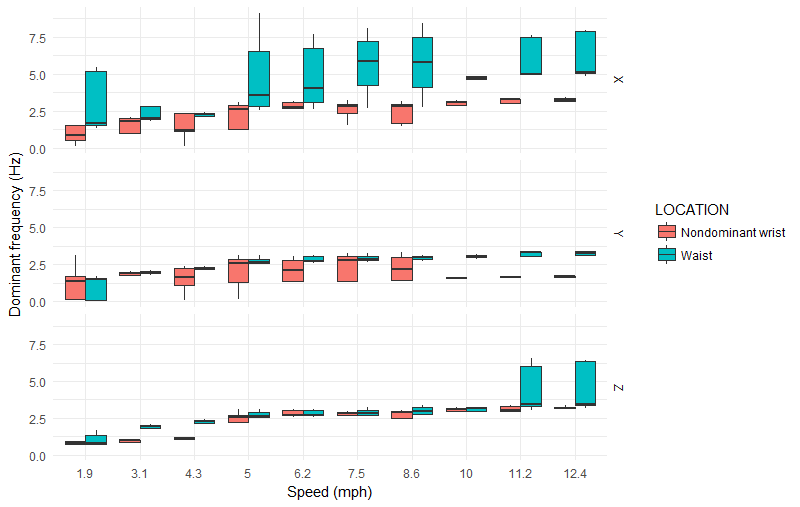 Dominant frequency (Hz)
7.5
5.0
2.5
0.0
X
7.5
5.0
2.5
0.0
Y
7.5
5.0
2.5
0.0
Z
1.9 3.1 4.3 5 6.2 7.5 8.6 10 11.2 12.4
Speed (mph)
LOCATION
Nondominant wrist
Waist